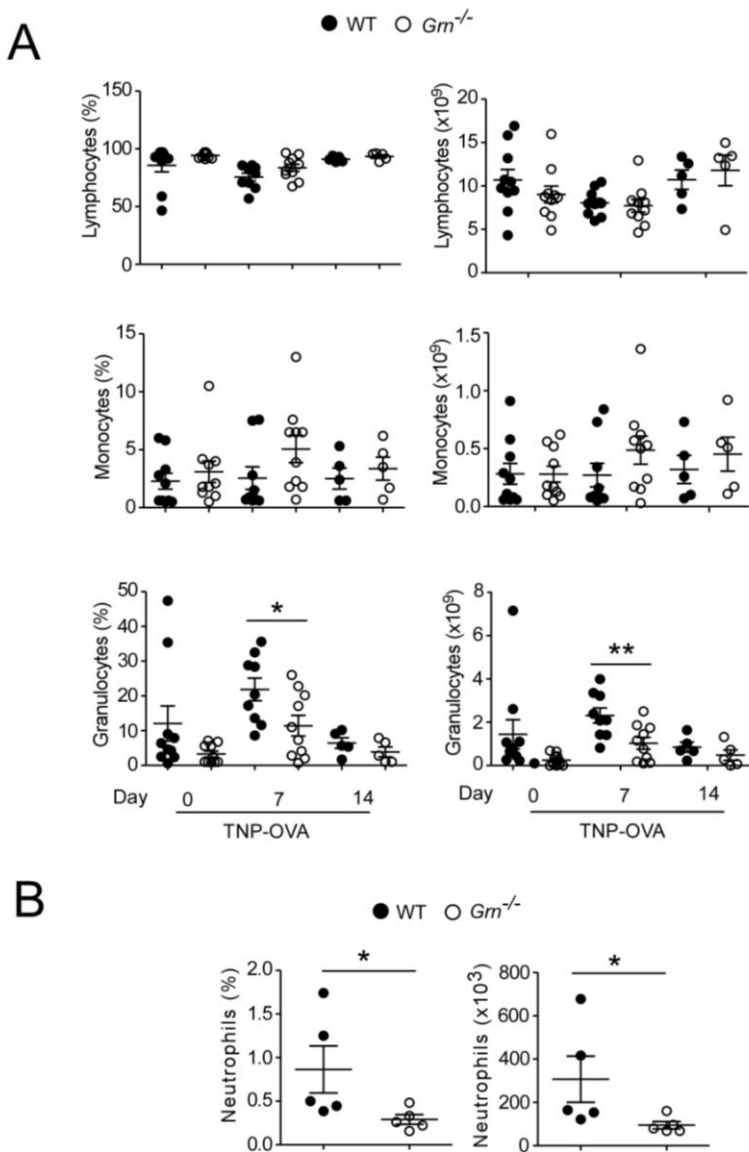 ● WT ○ Grn⁻/⁻
A
Lymphocytes (%)
150
100
50
0
Lymphocytes (x10⁹)
20
15
10
5
0
Monocytes (%)
15
10
5
0
Monocytes (x10⁹)
1.5
1.0
0.5
0.0
Granulocytes (%)
50
40
30
20
10
0
*
Granulocytes (x10⁹)
8
6
4
2
0
**
Day 0 7 14
TNP-OVA
Day 0 7 14
TNP-OVA
B
● WT ○ Grn⁻/⁻
Neutrophils (%)
2.0
1.5
1.0
0.5
0.0
*
Neutrophils (x10³)
800
600
400
200
0
*